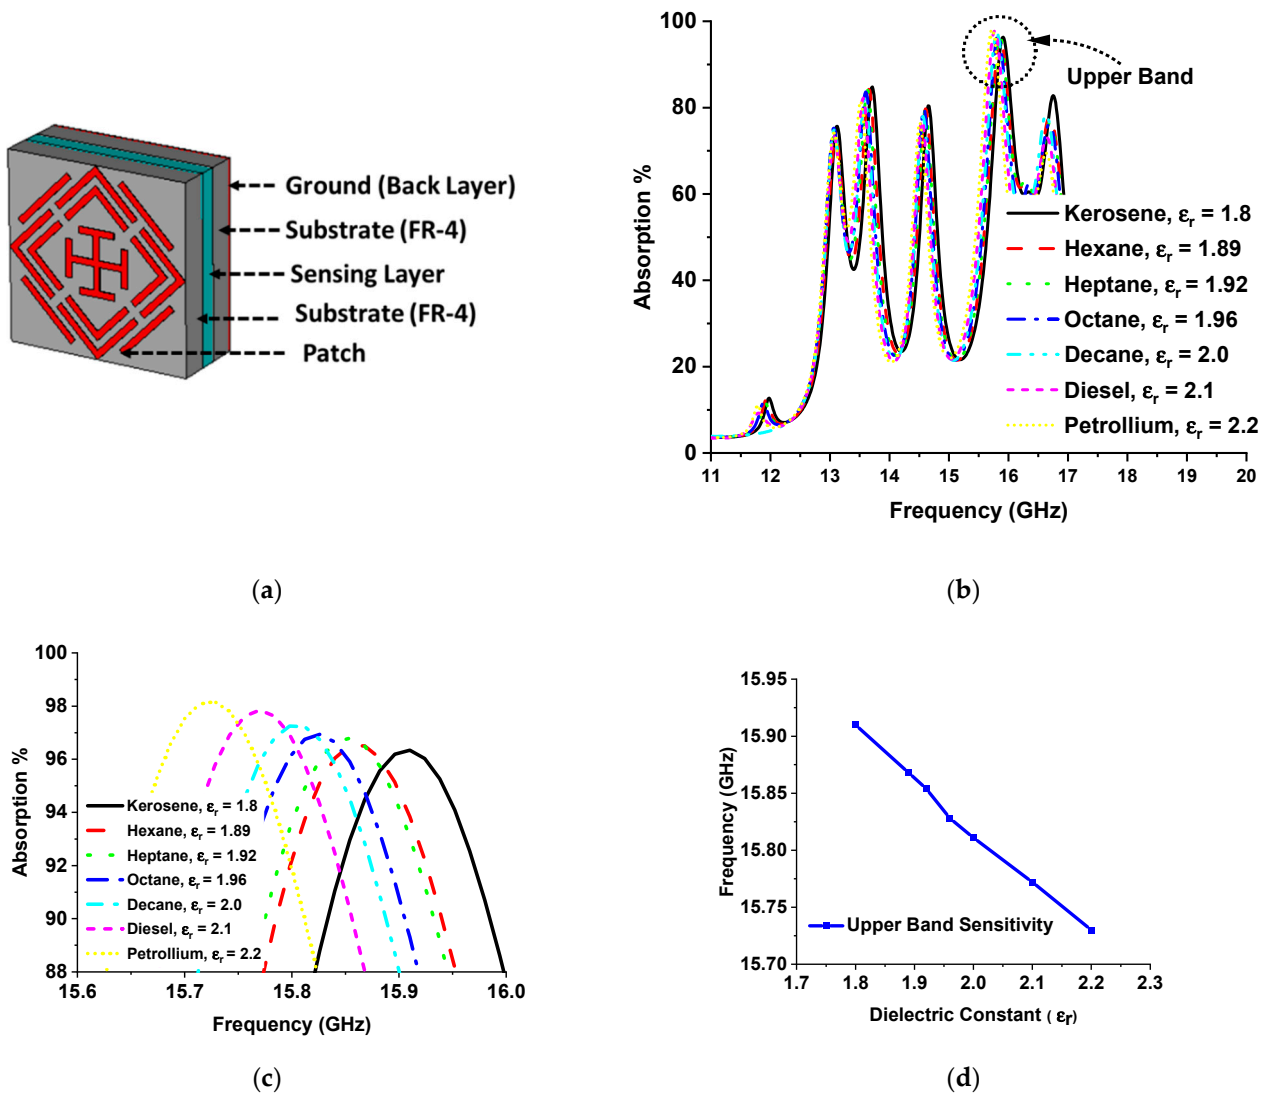 Ground (Back Layer)
Substrate (FR-4)
Sensing Layer
Substrate (FR-4)
Patch
(a)
100
80
60
40
20
0
Absorption %
Upper Band
Kerosene, εr = 1.8
Hexane, εr = 1.89
Heptane, εr = 1.92
Octane, εr = 1.96
Decane, εr = 2.0
Diesel, εr = 2.1
Petrollium, εr = 2.2
11 12 13 14 15 16 17 18 19 20
Frequency (GHz)
(b)
100
98
96
94
92
90
88
Absorption %
Kerosene, εr = 1.8
Hexane, εr = 1.89
Heptane, εr = 1.92
Octane, εr = 1.96
Decane, εr = 2.0
Diesel, εr = 2.1
Petrollium, εr = 2.2
15.6 15.7 15.8 15.9 16.0
Frequency (GHz)
(c)
15.95
15.90
15.85
15.80
15.75
15.70
Frequency (GHz)
Upper Band Sensitivity
1.7 1.8 1.9 2.0 2.1 2.2 2.3
Dielectric Constant ( εr)
(d)